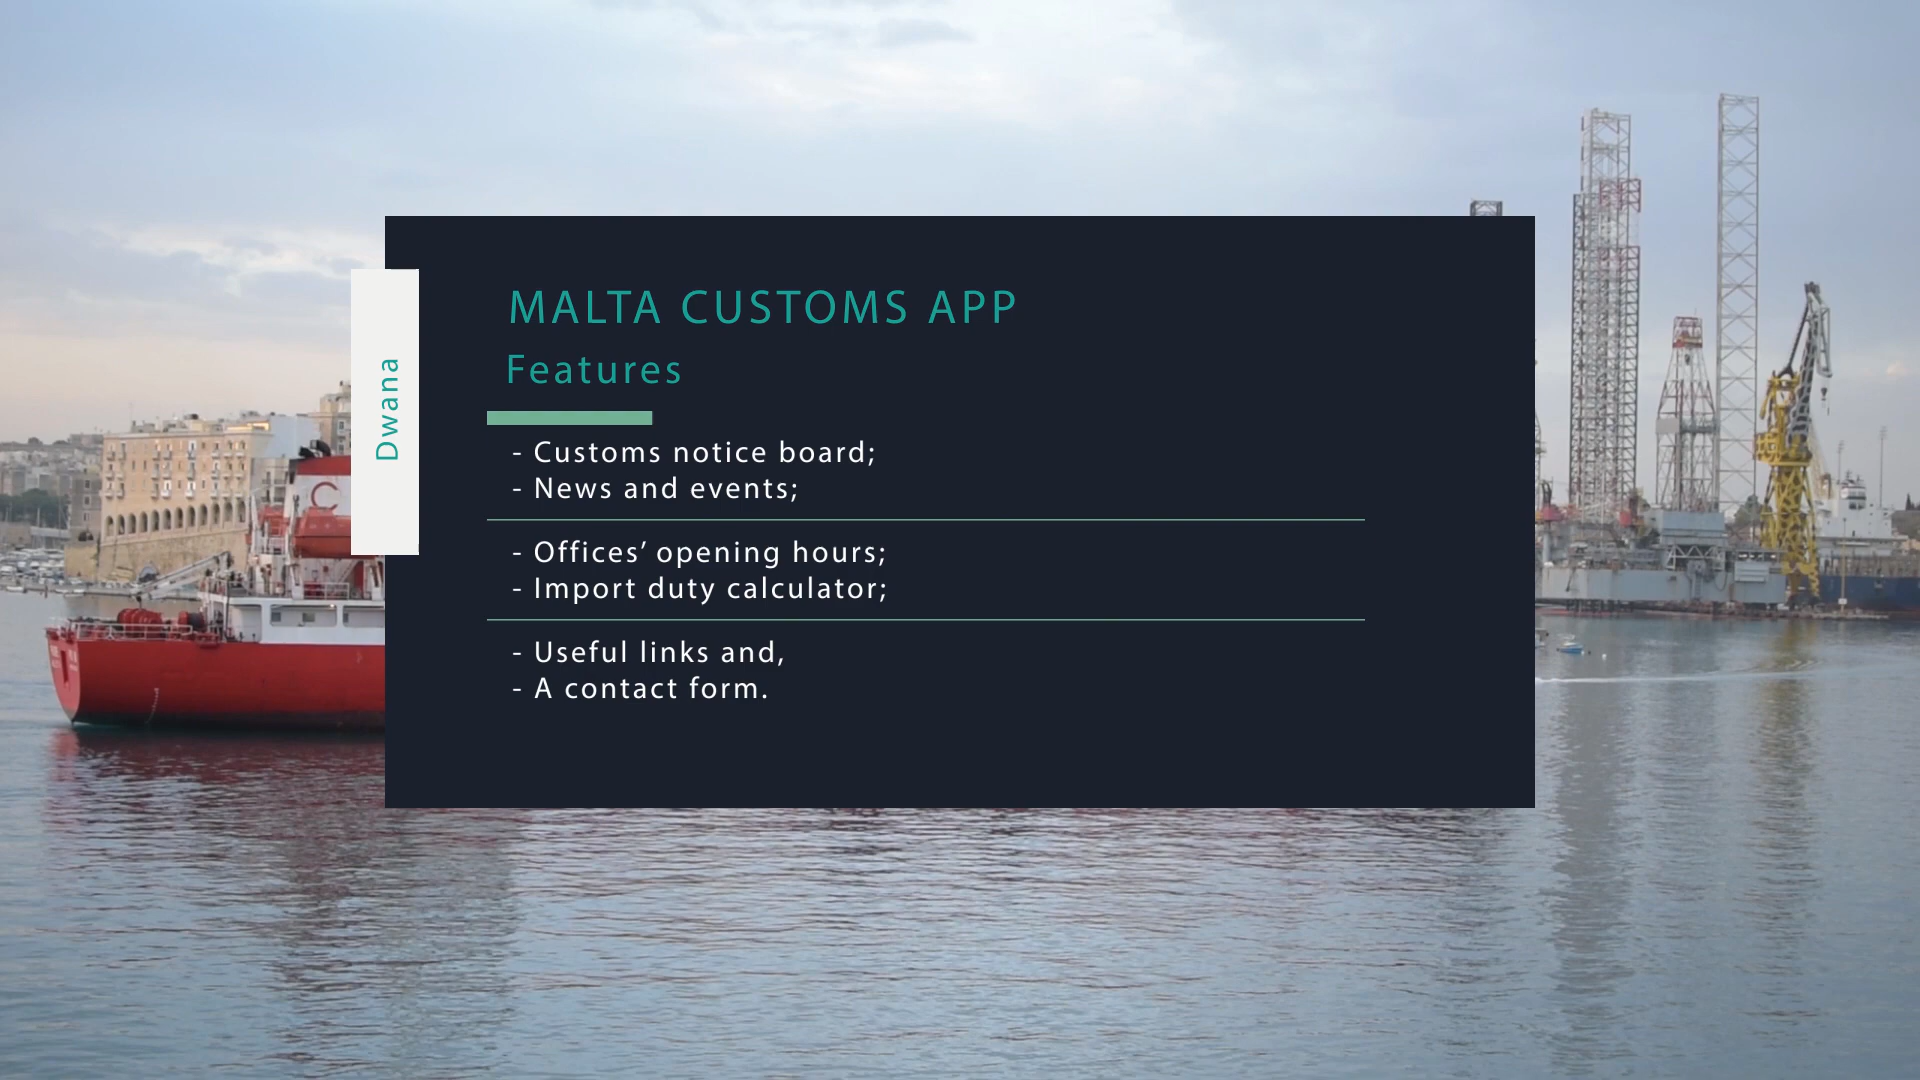 Dwana
MALTA CUSTOMS APP
Features
- Customs notice board;
- News and events;
- Offices’ opening hours;
- Import duty calculator;
- Useful links and,
- A contact form.